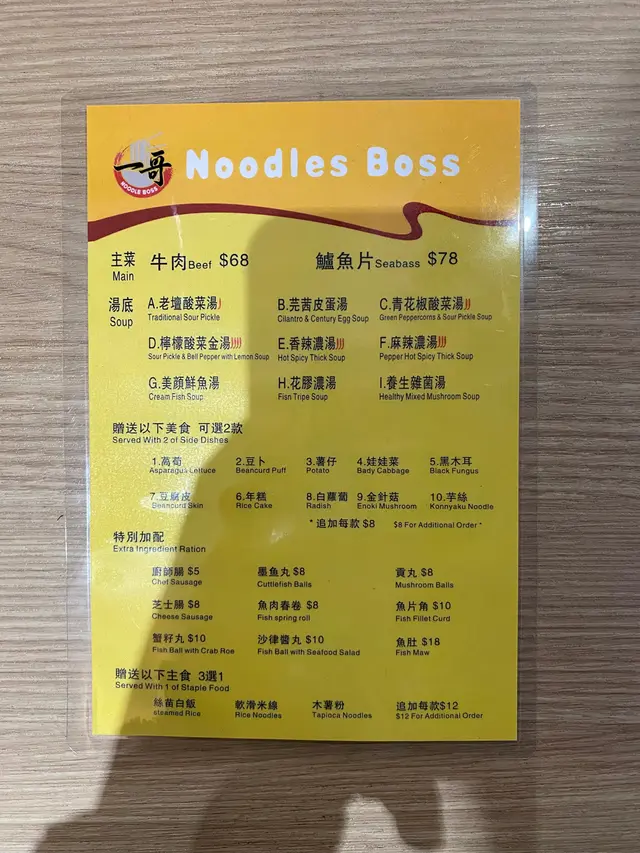 一哥
NOODLE BOSS
Noodles Boss
主菜 牛肉Beef $68 鱸魚片Seabass $78
Main
湯底 A.老壇酸菜湯 B.芫茜皮蛋湯 C.青花椒酸菜湯
Soup Traditional Sour Pickle Cilantro & Century Egg Soup Green Peppercorns & Sour Pickle Soup
D.檸檬酸菜金湯 E.香辣濃湯 F.麻辣濃湯
Sour Pickle & Bell Pepper with Lemon Soup Hot Spicy Thick Soup Pepper Hot Spicy Thick Soup
G.美顏鮮魚湯 H.花膠濃湯 I.養生雜菌湯
Cream Fish Soup Fisn Tripe Soup Healthy Mixed Mushroom Soup
贈送以下美食 可選2款
Served With 2 of Side Dishes
1.萵荀 2.豆卜 3.薯仔 4.娃娃菜 5.黑木耳
Asparagus Lettuce Beancurd Puff Potato Bady Cabbage Black Fungus
7.豆腐皮 6.年糕 8.白蘿蔔 9.金針菇 10.芋絲
Beancurd Skin Rice Cake Radish Enoki Mushroom Konnyaku Noodle
*追加每款 $8 $8 For Additional Order*
特別加配
Extra Ingredient Ration
廚師腸 $5 墨魚丸 $8 貢丸 $8
Chef Sausage Cuttlefish Balls Mushroom Balls
芝士腸 $8 魚肉春卷 $8 魚片角 $10
Cheese Sausage Fish spring roll Fish Fillet Curd
蟹籽丸 $10 沙律醬丸 $10 魚肚 $18
Fish Ball with Crab Roe Fish Ball with Seafood Salad Fish Maw
贈送以下主食 3選1
Served With 1 of Staple Food
絲苗白飯 軟滑米線 木薯粉 追加每款$12
steamed Rice Rice Noodles Tapioca Noodles $12 For Additional Order